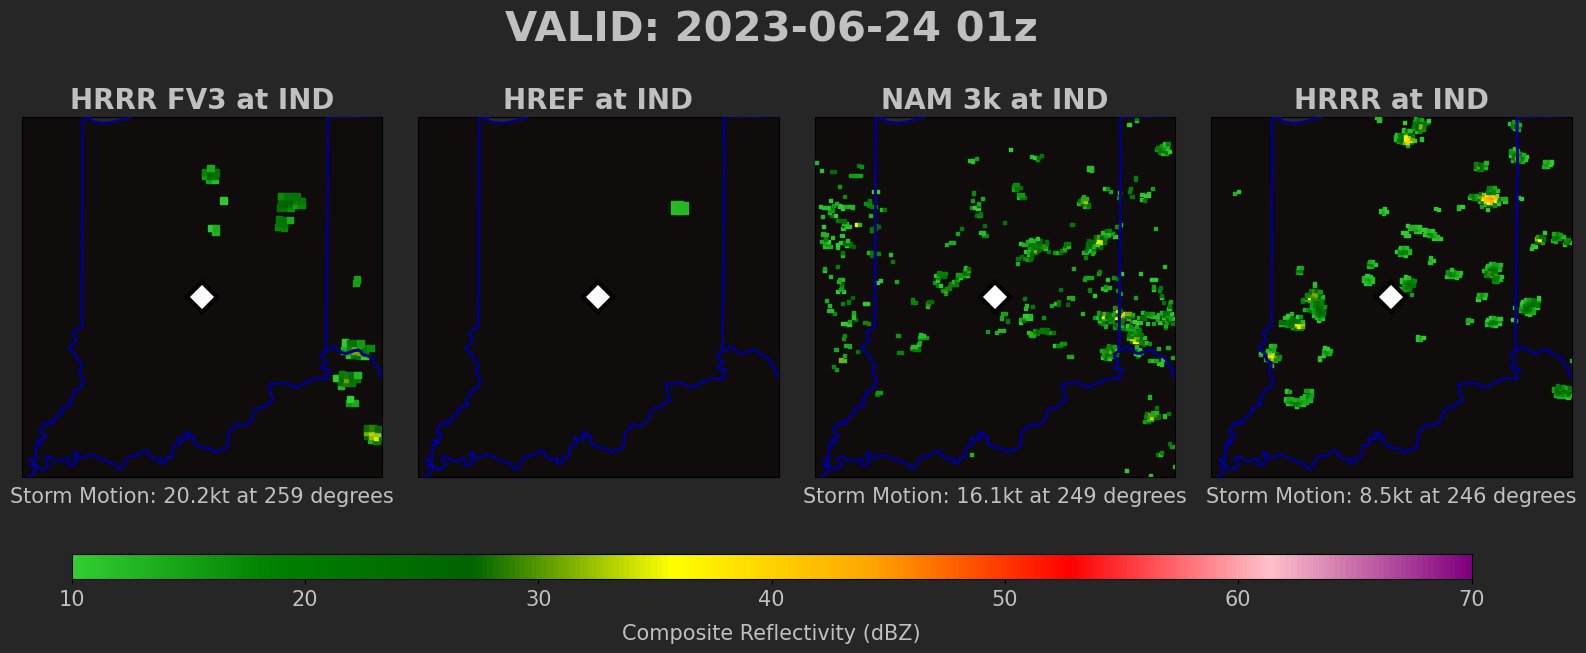 VALID: 2023-06-24 01z
HRRR FV3 at IND
HREF at IND
NAM 3k at IND
HRRR at IND
Storm Motion: 20.2kt at 259 degrees
Storm Motion: 16.1kt at 249 degrees
Storm Motion: 8.5kt at 246 degrees
10 20 30 40 50 60 70
Composite Reflectivity (dBZ)